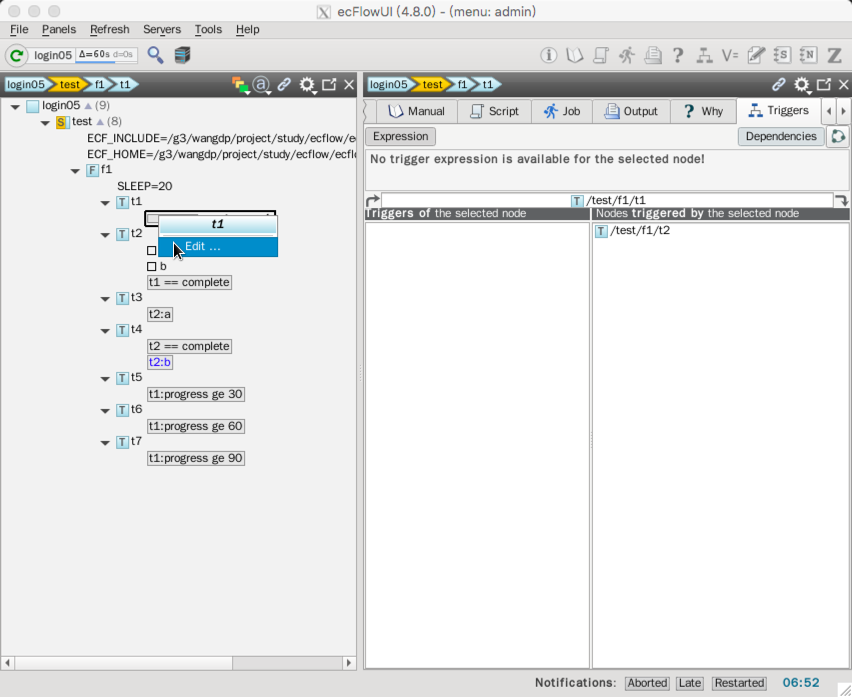 ecFlowUI (4.8.0) - (menu: admin)
File Panels Refresh Servers Tools Help
login05 Δ=60s d=0s
login05 test f1 t1
login05 (9)
S test (8)
ECF_INCLUDE=/g3/wangdp/project/study/ecflow/e
ECF_HOME=/g3/wangdp/project/study/ecflow/ecfl
F f1
SLEEP=20
T t1
t1
Edit ...
T t2
b
t1 == complete
T t3
t2:a
T t4
t2 == complete
t2:b
T t5
t1:progress ge 30
T t6
t1:progress ge 60
T t7
t1:progress ge 90
login05 test f1 t1
Manual Script Job Output ? Why Triggers
Expression Dependencies
No trigger expression is available for the selected node!
T /test/f1/t1
Triggers of the selected node Nodes triggered by the selected node
T /test/f1/t2
Notifications: Aborted Late Restarted 06:52